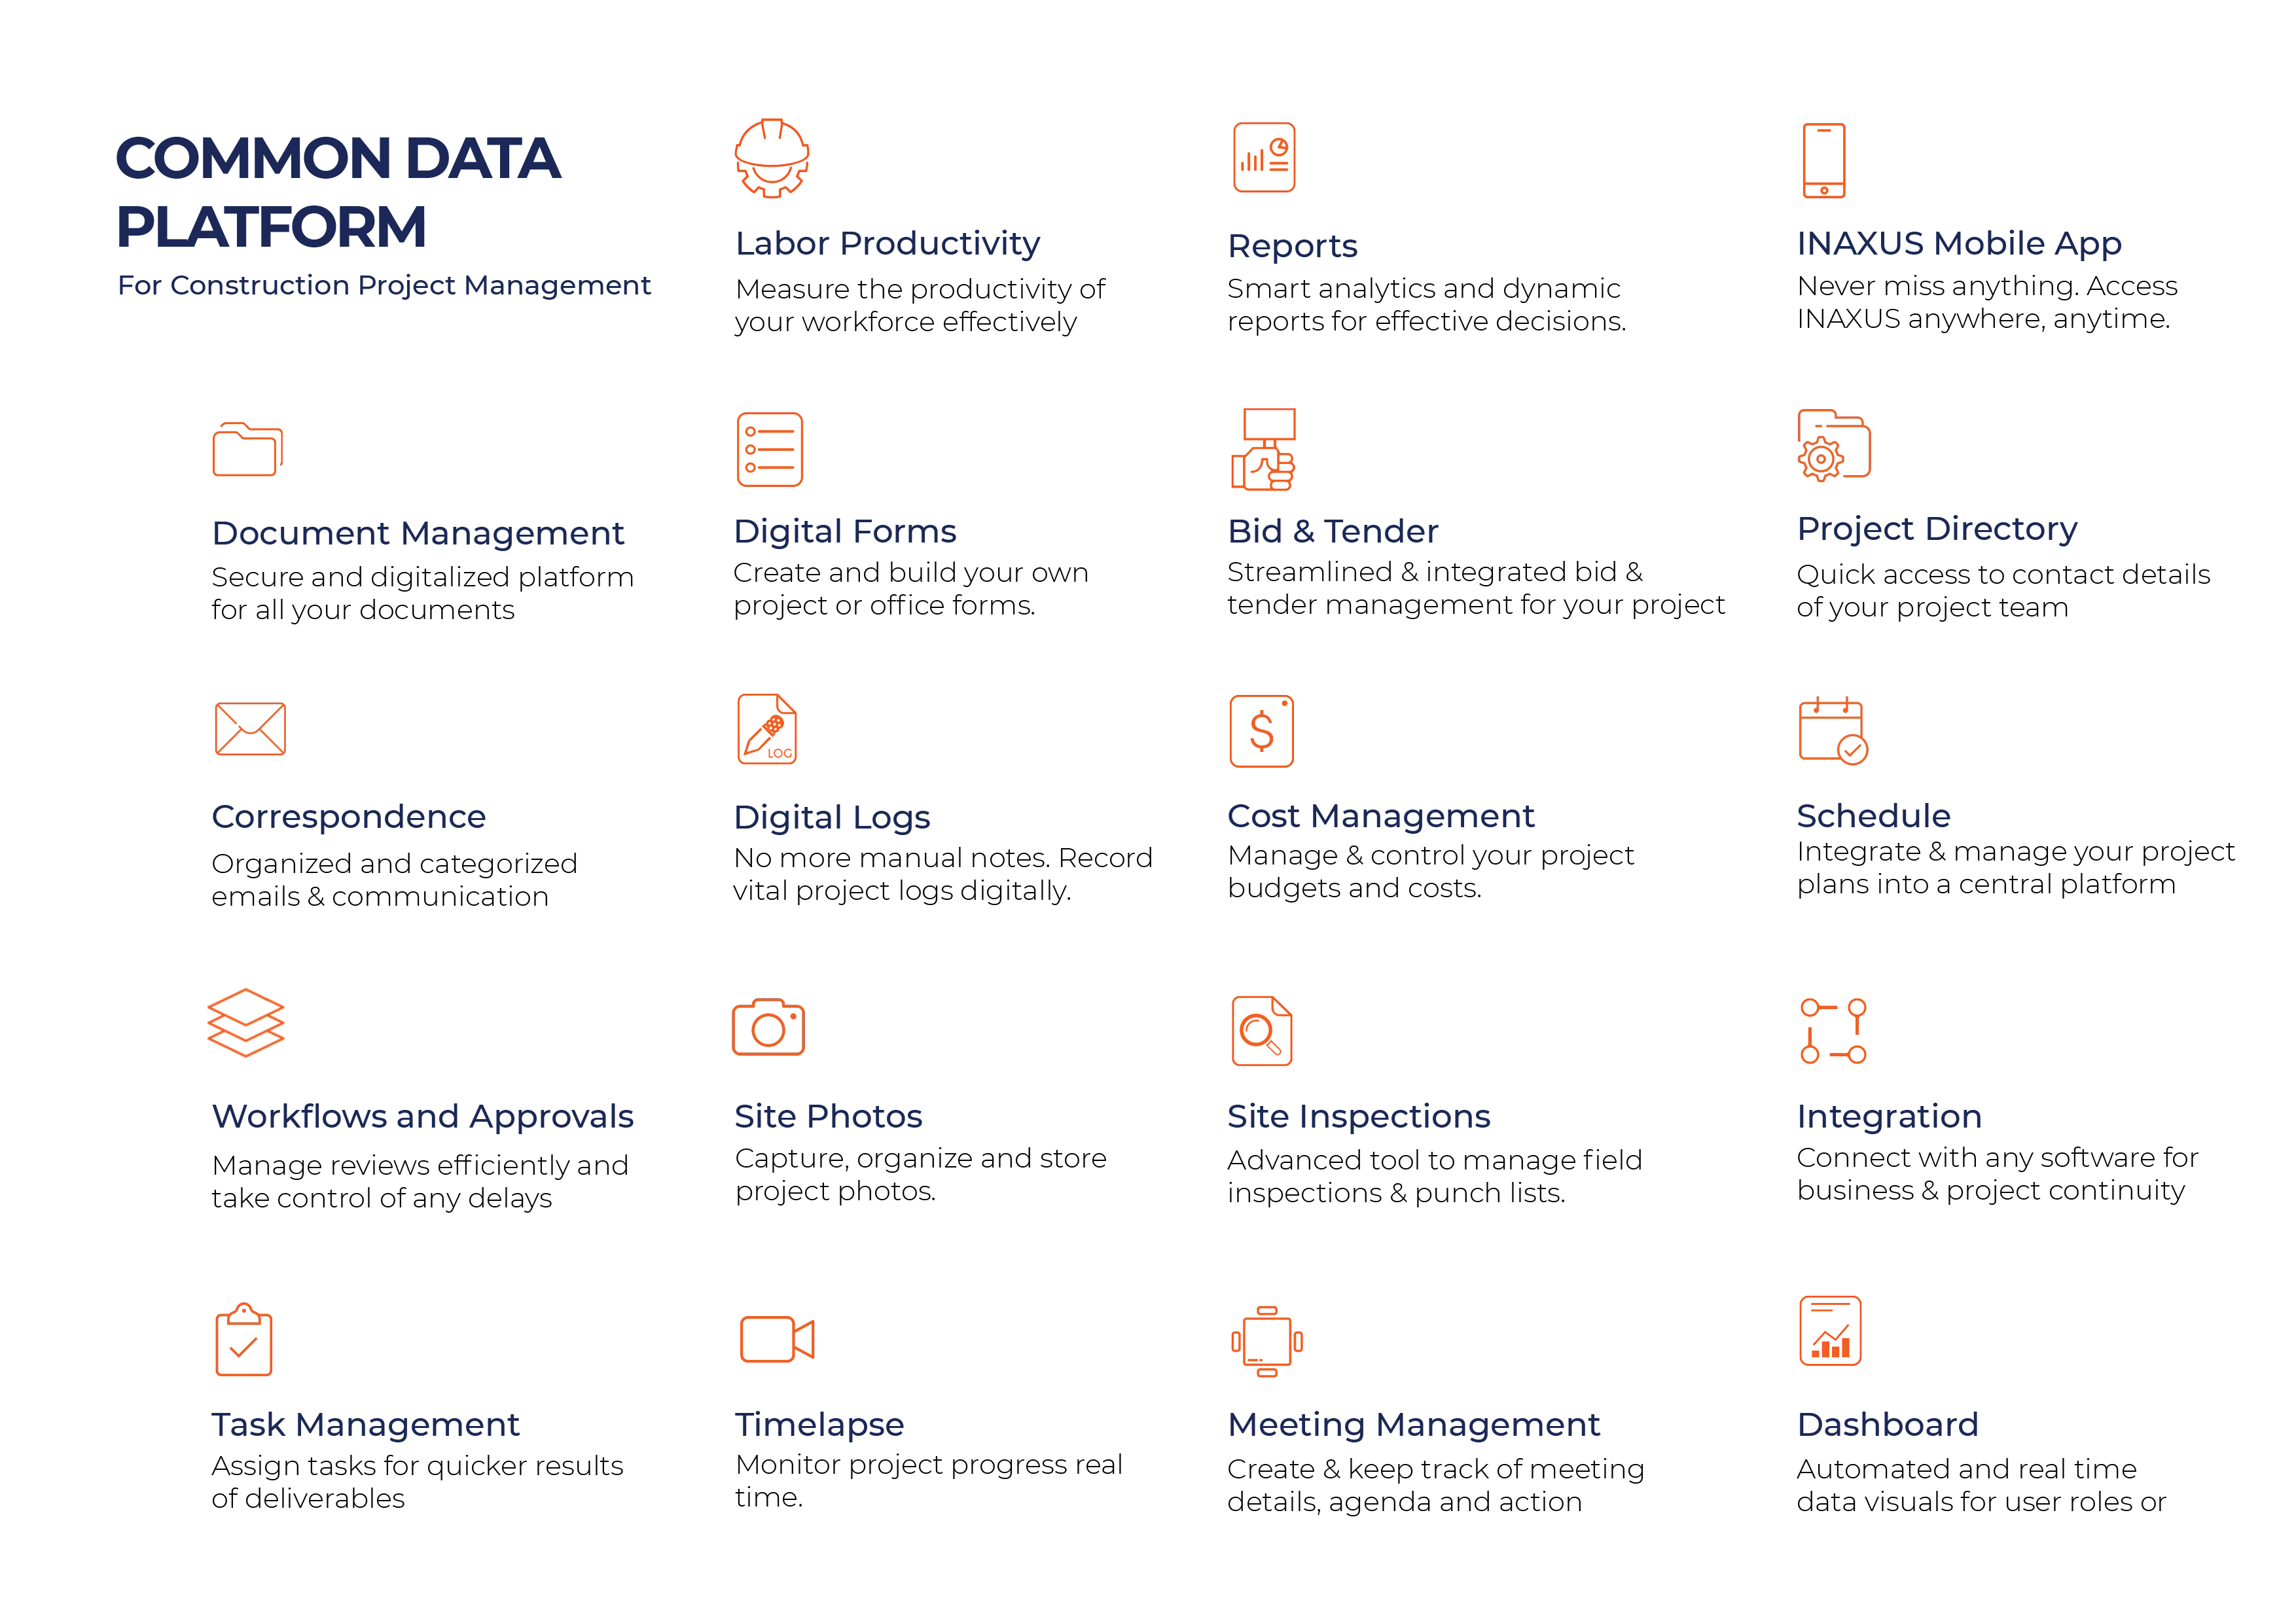 COMMON DATA
PLATFORM
For Construction Project Management
Labor Productivity
Measure the productivity of
your workforce effectively
Reports
Smart analytics and dynamic
reports for effective decisions.
INAXUS Mobile App
Never miss anything. Access
INAXUS anywhere, anytime.
Document Management
Secure and digitalized platform
for all your documents
Digital Forms
Create and build your own
project or office forms.
Bid & Tender
Streamlined & integrated bid &
tender management for your project
Project Directory
Quick access to contact details
of your project team
Correspondence
Organized and categorized
emails & communication
LOG
Digital Logs
No more manual notes. Record
vital project logs digitally.
$
Cost Management
Manage & control your project
budgets and costs.
Schedule
Integrate & manage your project
plans into a central platform
Workflows and Approvals
Manage reviews efficiently and
take control of any delays
Site Photos
Capture, organize and store
project photos.
Site Inspections
Advanced tool to manage field
inspections & punch lists.
Integration
Connect with any software for
business & project continuity
Task Management
Assign tasks for quicker results
of deliverables
Timelapse
Monitor project progress real
time.
Meeting Management
Create & keep track of meeting
details, agenda and action
Dashboard
Automated and real time
data visuals for user roles or